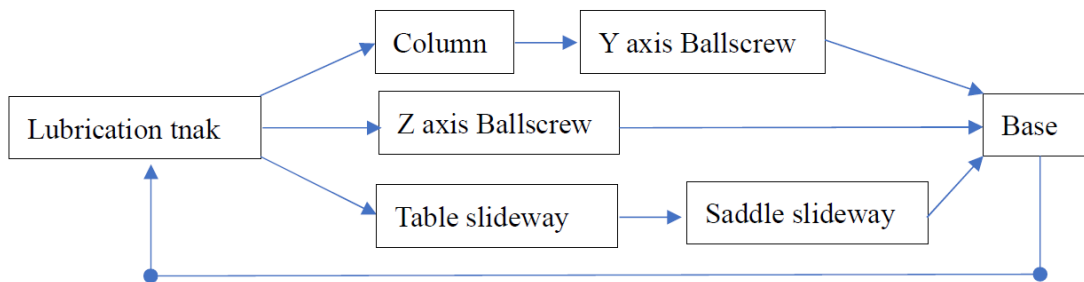 Column
Y axis Ballscrew
Lubrication tnak
Z axis Ballscrew
Base
Table slideway
Saddle slideway